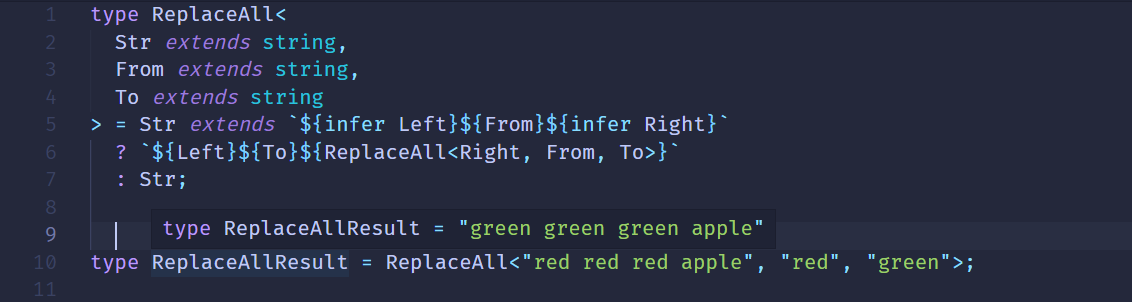 1 type ReplaceAll<
2 Str extends string,
3 From extends string,
4 To extends string
5 > = Str extends `${infer Left}${From}${infer Right}`
6 ? `${Left}${To}${ReplaceAll<Right, From, To>}`
7 : Str;
8
9 type ReplaceAllResult = "green green green apple"
10 type ReplaceAllResult = ReplaceAll<"red red red apple", "red", "green">;
11